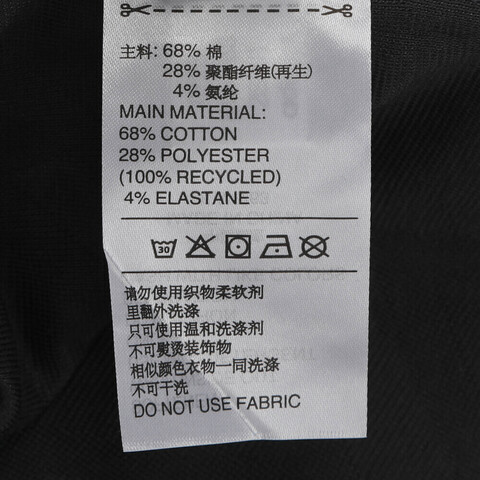 主料: 68% 棉
28% 聚酯纤维(再生)
4% 氨纶
MAIN MATERIAL:
68% COTTON
28% POLYESTER
(100% RECYCLED)
4% ELASTANE
30
请勿使用织物柔软剂
里翻外洗涤
只可使用温和洗涤剂
不可熨烫装饰物
相似颜色衣物一同洗涤
不可干洗
DO NOT USE FABRIC